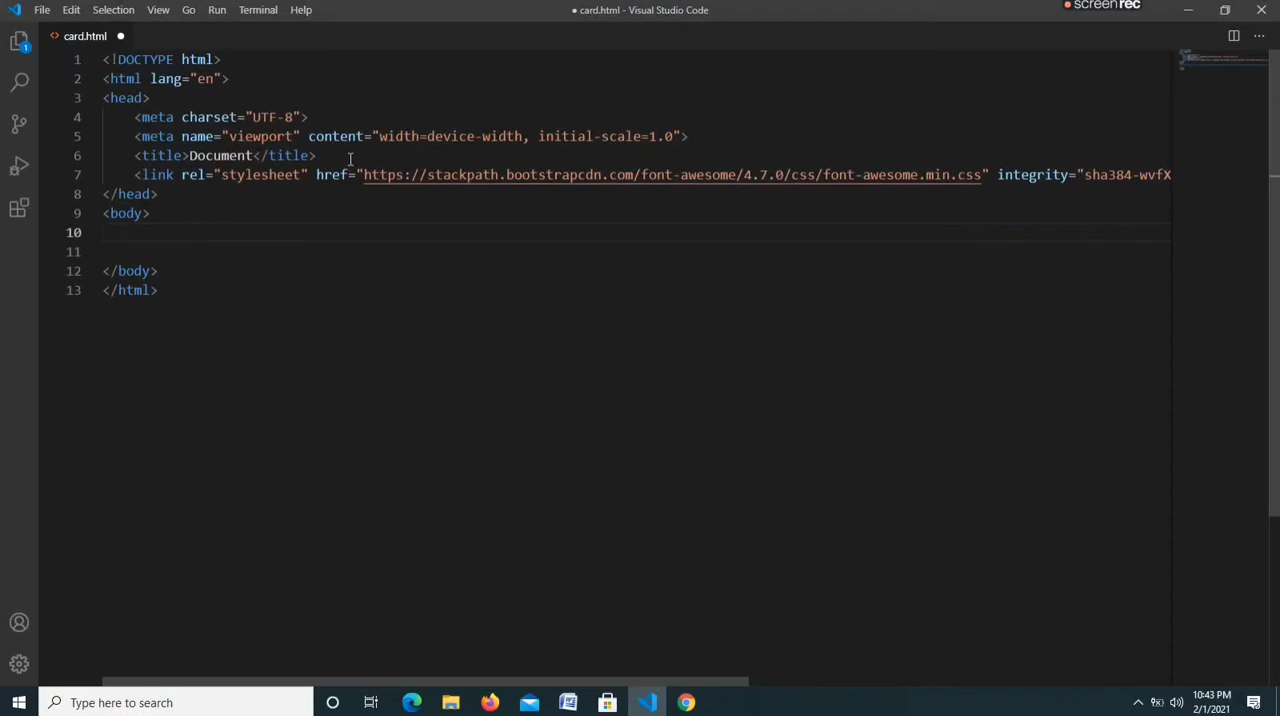 screenrec
File Edit Selection View Go Run Terminal Help
● card.html - Visual Studio Code
<> card.html ●
1 <!DOCTYPE html>
2 <html lang="en">
3 <head>
4 <meta charset="UTF-8">
5 <meta name="viewport" content="width=device-width, initial-scale=1.0">
6 <title>Document</title>
7 <link rel="stylesheet" href="https://stackpath.bootstrapcdn.com/font-awesome/4.7.0/css/font-awesome.min.css" integrity="sha384-wvfX
8 </head>
9 <body>
10
11
12 </body>
13 </html>
1
Type here to search
10:43 PM
2/1/2021